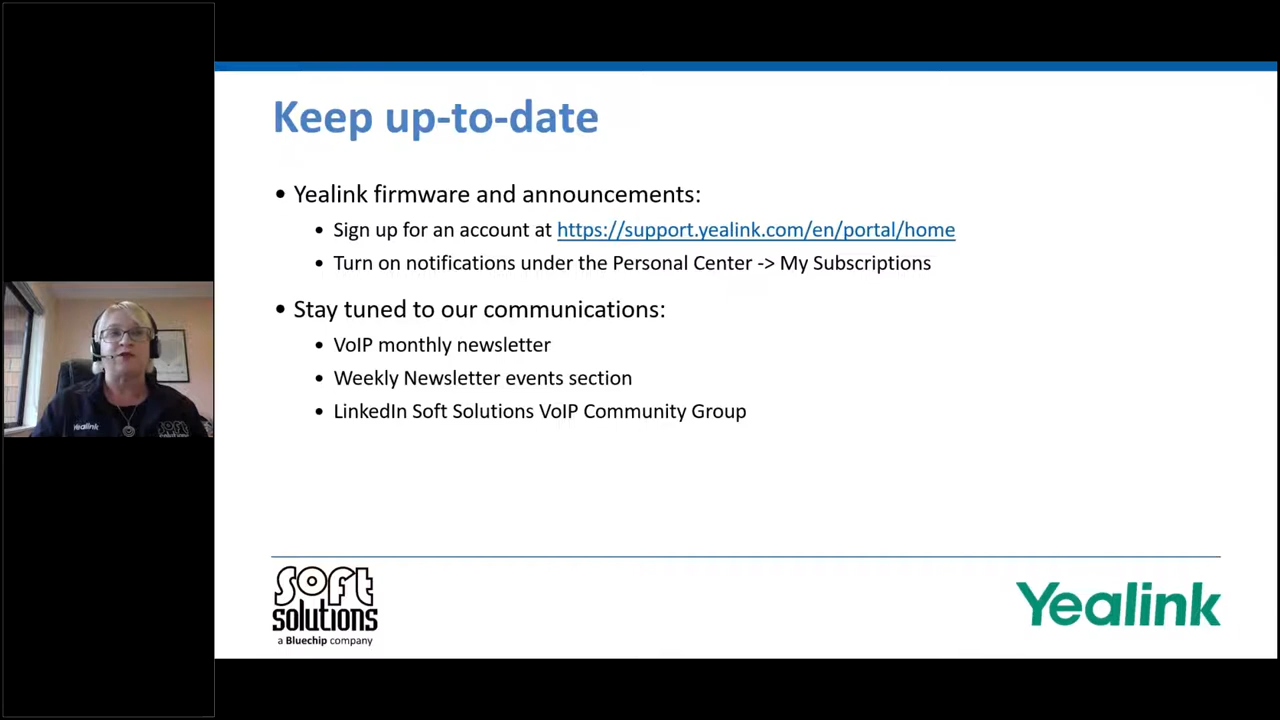 Keep up-to-date
• Yealink firmware and announcements:
• Sign up for an account at https://support.yealink.com/en/portal/home
• Turn on notifications under the Personal Center -> My Subscriptions
• Stay tuned to our communications:
• VoIP monthly newsletter
• Weekly Newsletter events section
• LinkedIn Soft Solutions VoIP Community Group
Yealink
soft
solutions
a Bluechip company
Yealink